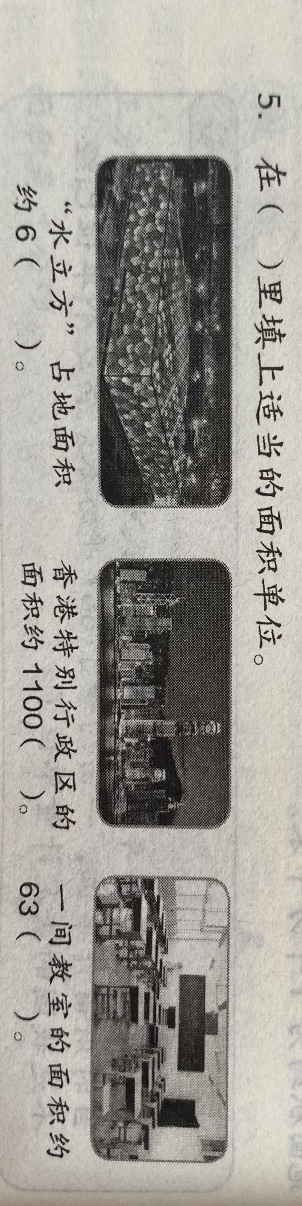 5. 在(　)里填上适当的面积单位。
“水立方”占地面积
约6(　)。
香港特别行政区的
面积约1100(　)。
一间教室的面积约
63(　)。